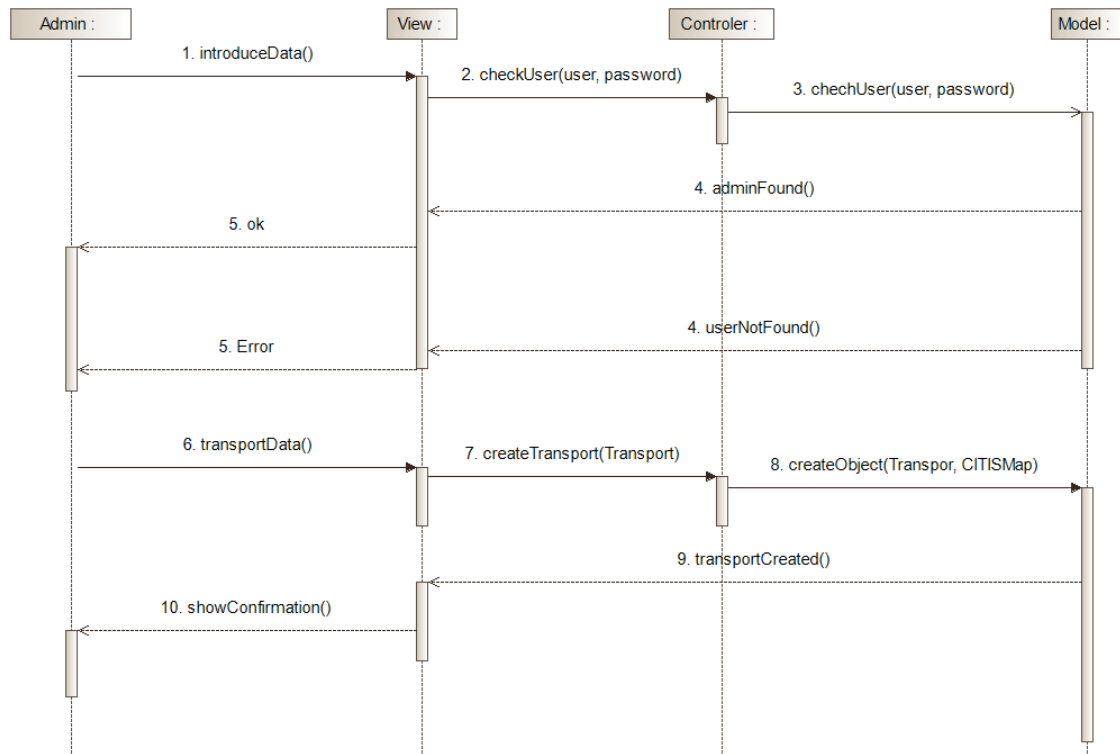 Admin :
View :
Controler :
Model :
1. introduceData()
2. checkUser(user, password)
3. chechUser(user, password)
4. adminFound()
5. ok
4. userNotFound()
5. Error
6. transportData()
7. createTransport(Transport)
8. createObject(Transpor, CITISMap)
9. transportCreated()
10. showConfirmation()